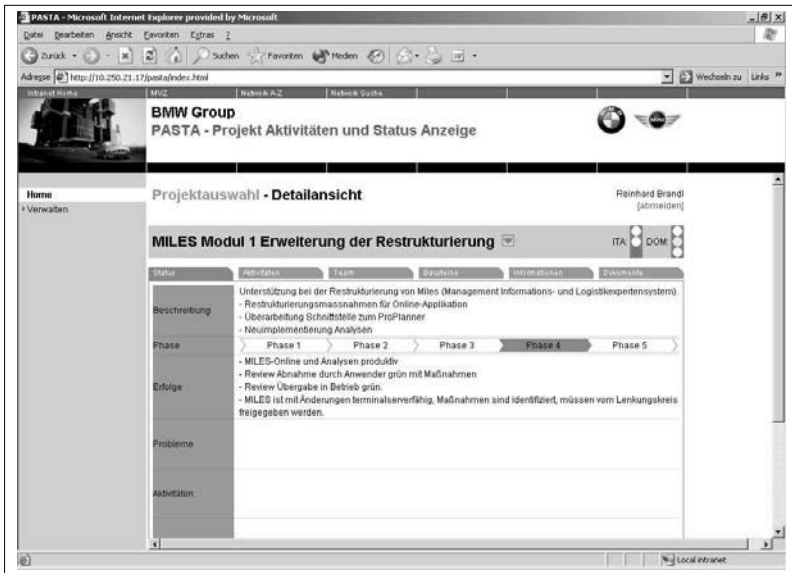 PASTA - Microsoft Internet Explorer provided by Microsoft
Datei Bearbeiten Ansicht Favoriten Extras ?
Zurück Suchen Favoriten Medien
Adresse http://10.250.21.17/pasta/index.html Wechseln zu Links »
Intranet Home MVZ Network A-Z Network Suche
BMW Group
PASTA - Projekt Aktivitäten und Status Anzeige
Home
Verwalten
Projektauswahl - Detailansicht
Reinhard Brandl
[abmelden]
MILES Modul 1 Erweiterung der Restrukturierung ITA: DOM:
Status Aktivitäten Team Bausteine Informationen Dokumente
Beschreibung
Unterstützung bei der Restrukturierung von Miles (Management Informations- und Logistikexpertensystem).
- Restrukturierungsmassnahmen für Online-Applikation
- Überarbeitung Schnittstelle zum ProPlanner
- Neuimplementierung Analysen
Phase Phase 1 Phase 2 Phase 3 Phase 4 Phase 5
Erfolge
- MILES-Online und Analysen produktiv
- Review Abnahme durch Anwender grün mit Maßnahmen
- Review Übergabe in Betrieb grün.
- MILES ist mit Änderungen terminalserverfähig, Maßnahmen sind identifiziert, müssen vom Lenkungskreis
freigegeben werden.
Probleme
Aktivitäten
Local intranet